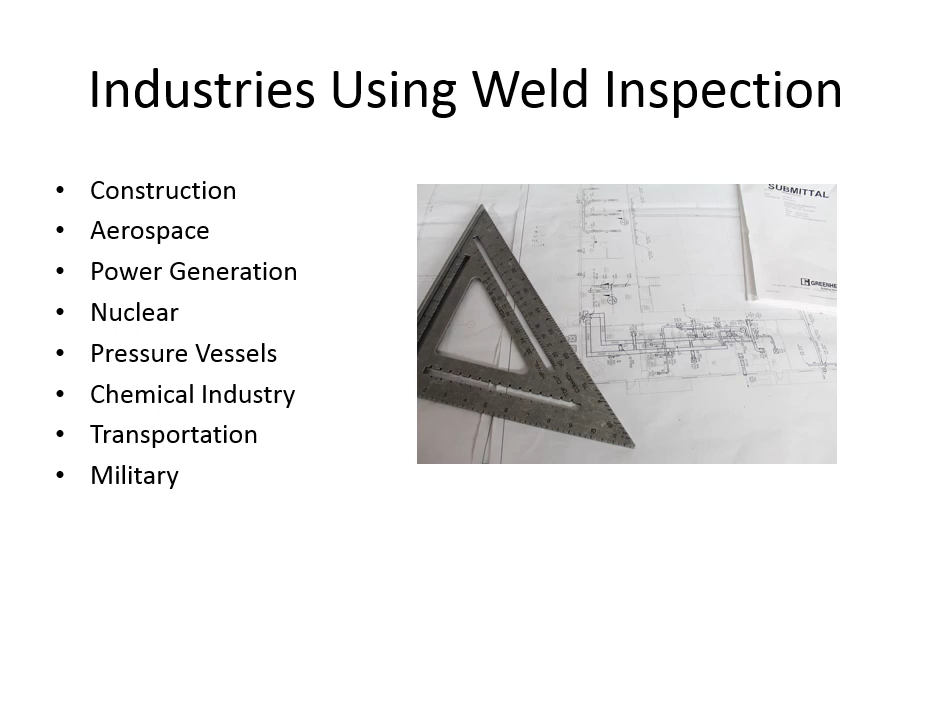 Industries Using Weld Inspection
• Construction
• Aerospace
• Power Generation
• Nuclear
• Pressure Vessels
• Chemical Industry
• Transportation
• Military
SUBMITTAL